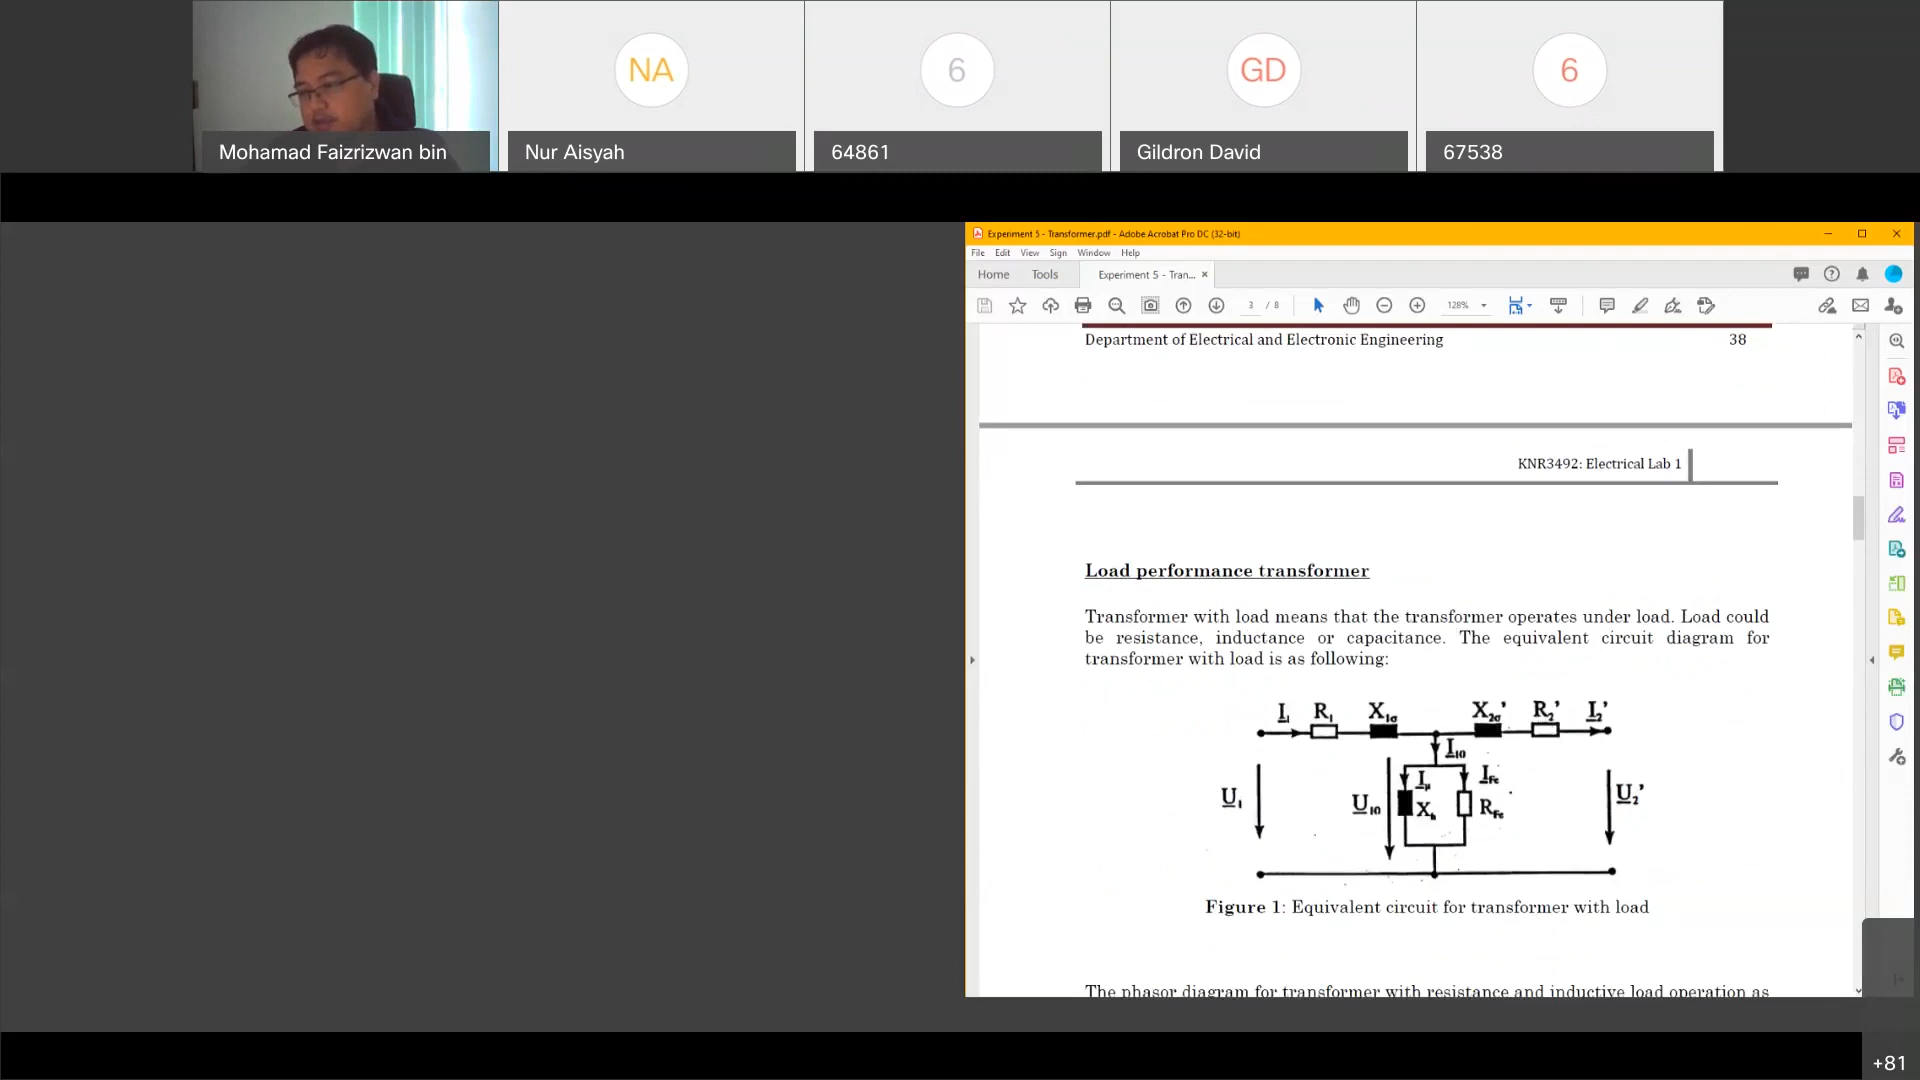 NA
6
GD
6
Mohamad Faizrizwan bin
Nur Aisyah
64861
Gildron David
67538
Experiment 5 - Transformer.pdf - Adobe Acrobat Pro DC (32-bit)
File Edit View Sign Window Help
Home Tools Experiment 5 - Tran... ×
3 / 8 128%
Department of Electrical and Electronic Engineering 38
KNR3492: Electrical Lab 1
Load performance transformer
Transformer with load means that the transformer operates under load. Load could
be resistance, inductance or capacitance. The equivalent circuit diagram for
transformer with load is as following:
I₁ R₁ X₁σ X₂σ' R₂' I₂'
I₁₀
Iμ IFe
U₁ U₁₀ Xh RFe U₂'
Figure 1: Equivalent circuit for transformer with load
The phasor diagram for transformer with resistance and inductive load operation as
+81